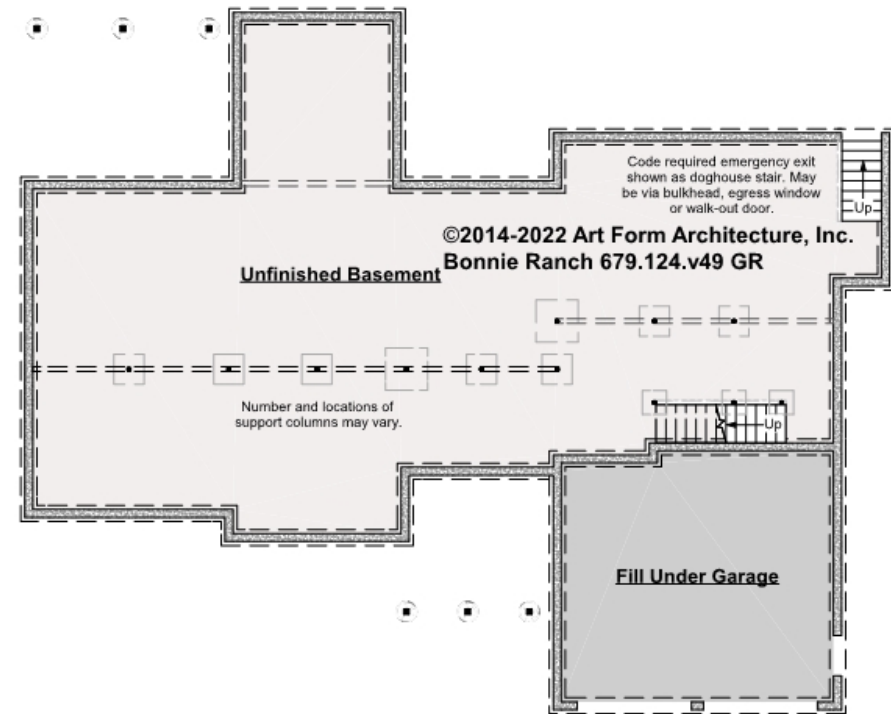 Code required emergency exit
shown as doghouse stair. May
be via bulkhead, egress window
or walk-out door.
Up
©2014-2022 Art Form Architecture, Inc.
Bonnie Ranch 679.124.v49 GR
Unfinished Basement
Number and locations of
support columns may vary.
Up
Fill Under Garage